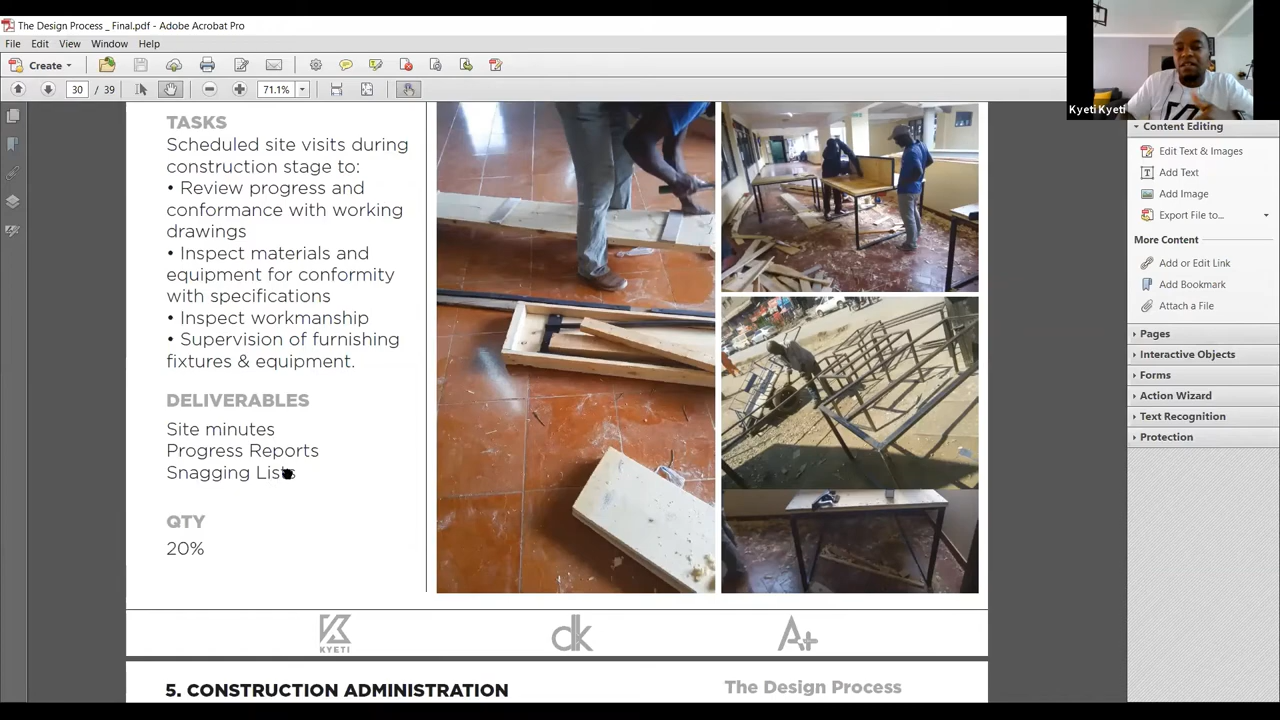 The Design Process _ Final.pdf - Adobe Acrobat Pro
File Edit View Window Help
Create
30 / 39 71.1%
Kyeti Kyeti
Content Editing
Edit Text & Images
Add Text
Add Image
Export File to...
More Content
Add or Edit Link
Add Bookmark
Attach a File
Pages
Interactive Objects
Forms
Action Wizard
Text Recognition
Protection
TASKS
Scheduled site visits during
construction stage to:
• Review progress and
conformance with working
drawings
• Inspect materials and
equipment for conformity
with specifications
• Inspect workmanship
• Supervision of furnishing
fixtures & equipment.
DELIVERABLES
Site minutes
Progress Reports
Snagging Lists
QTY
20%
KYETI
dk
A+
5. CONSTRUCTION ADMINISTRATION
The Design Process